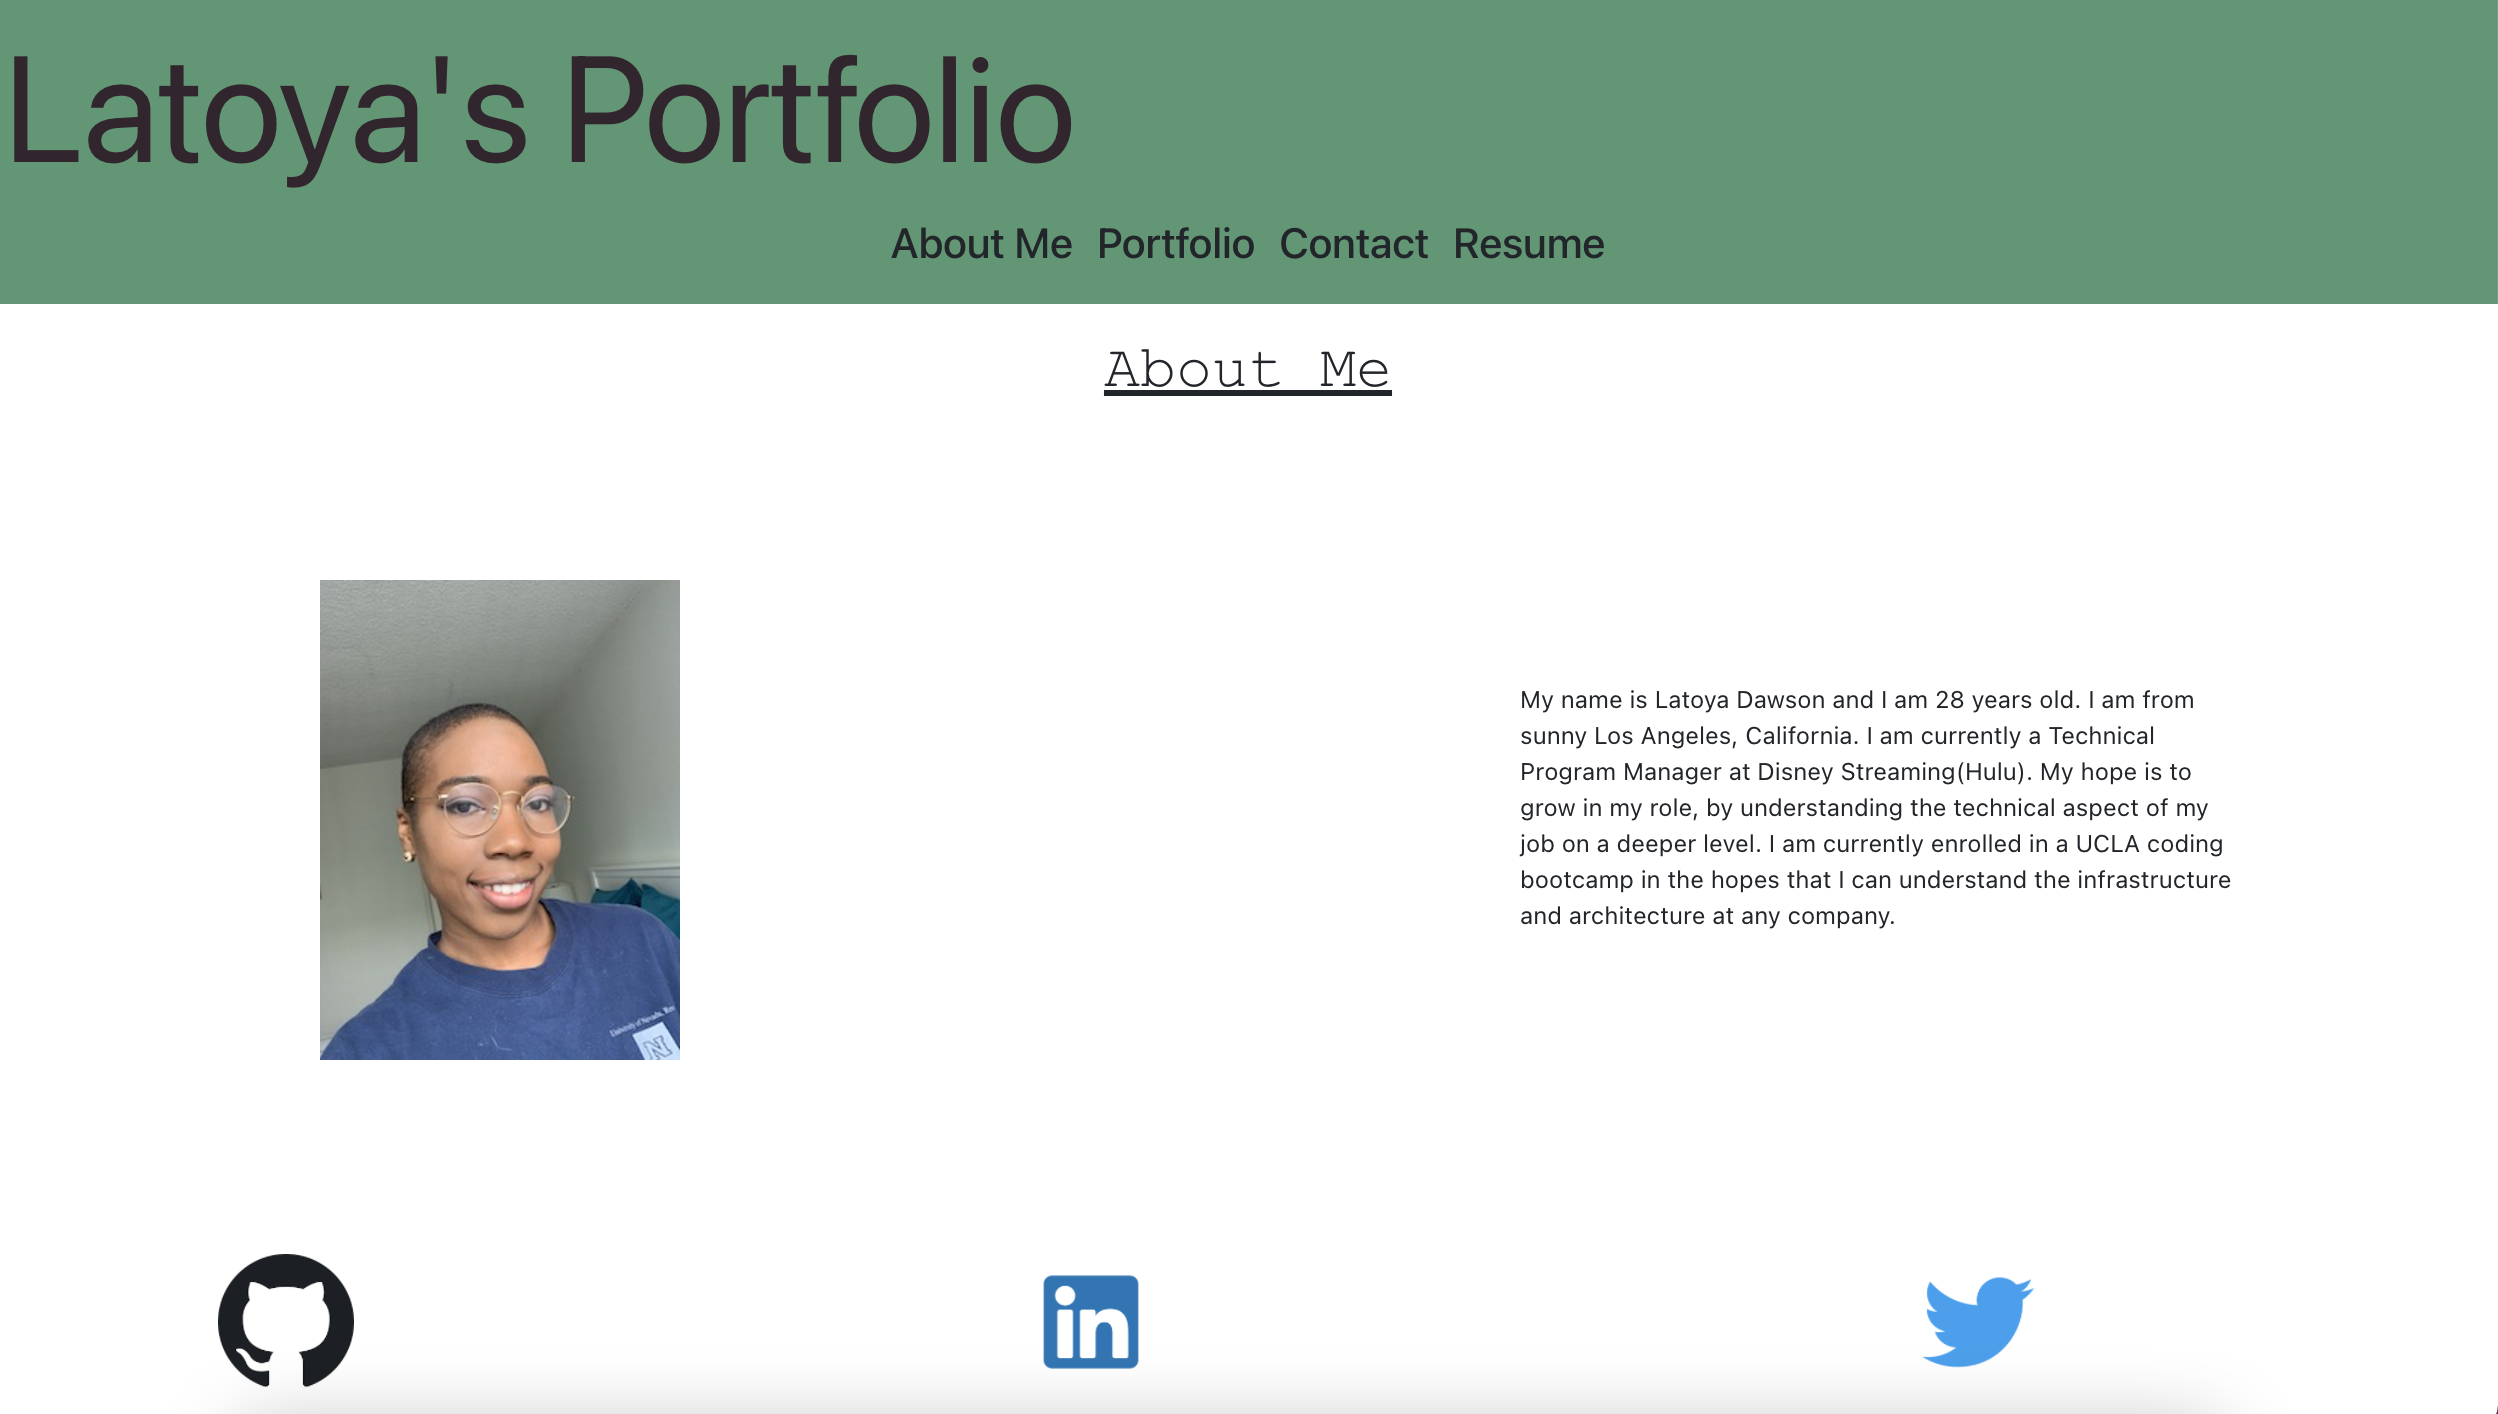 Latoya's Portfolio
About Me Portfolio Contact Resume
About Me
My name is Latoya Dawson and I am 28 years old. I am from
sunny Los Angeles, California. I am currently a Technical
Program Manager at Disney Streaming(Hulu). My hope is to
grow in my role, by understanding the technical aspect of my
job on a deeper level. I am currently enrolled in a UCLA coding
bootcamp in the hopes that I can understand the infrastructure
and architecture at any company.
University of Nevada,
N
in